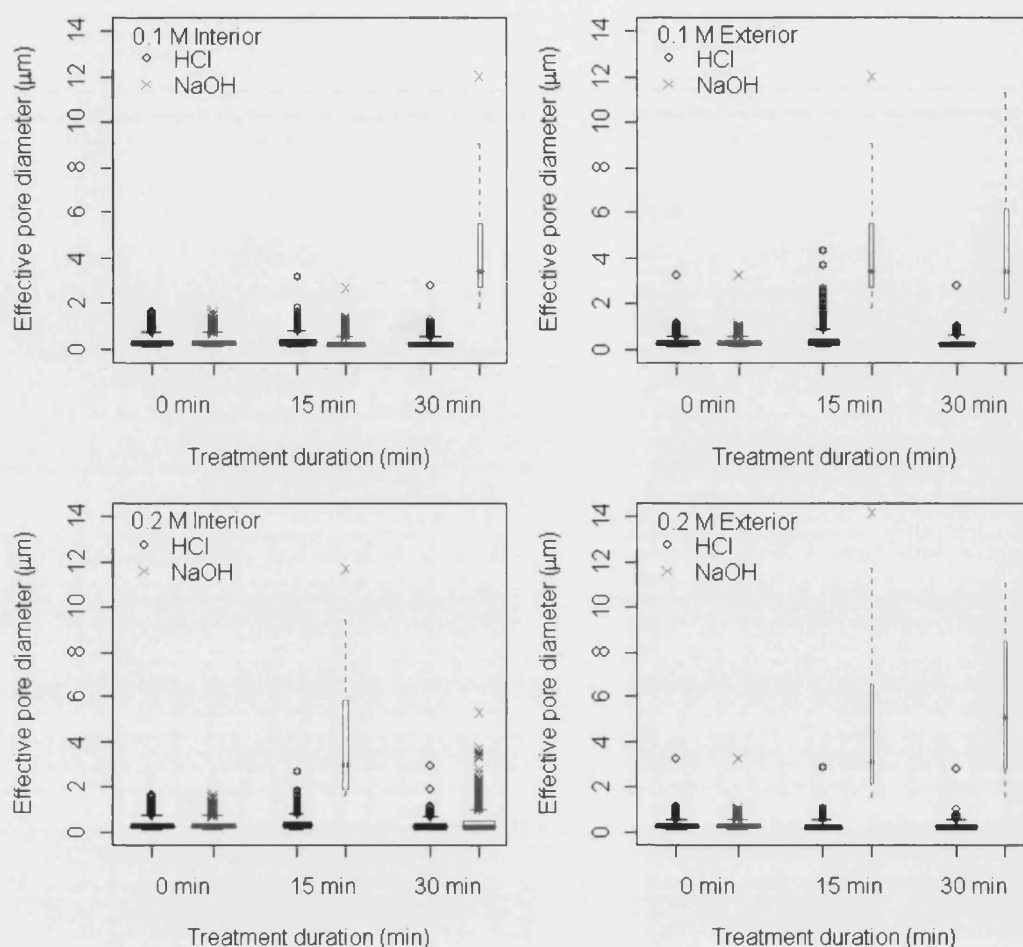 0.1 M Interior
HCl
NaOH
Effective pore diameter (µm)
0 2 4 6 8 10 12 14
0 min 15 min 30 min
Treatment duration (min)
0.1 M Exterior
HCl
NaOH
Effective pore diameter (µm)
0 2 4 6 8 10 12 14
0 min 15 min 30 min
Treatment duration (min)
0.2 M Interior
HCl
NaOH
Effective pore diameter (µm)
0 2 4 6 8 10 12 14
0 min 15 min 30 min
Treatment duration (min)
0.2 M Exterior
HCl
NaOH
Effective pore diameter (µm)
0 2 4 6 8 10 12 14
0 min 15 min 30 min
Treatment duration (min)